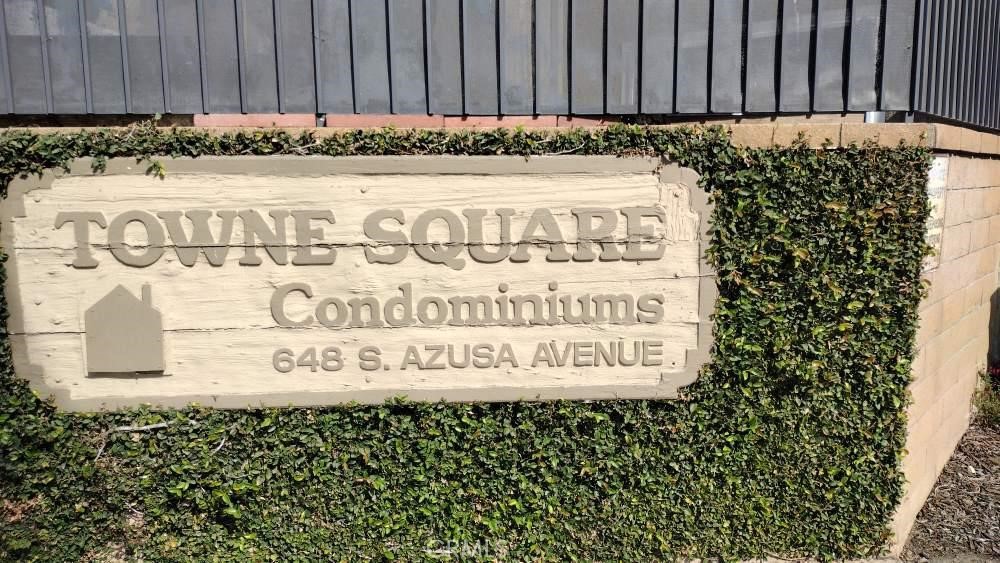 TOWNE SQUARE
Condominiums
648 S. AZUSA AVENUE
CRMLS